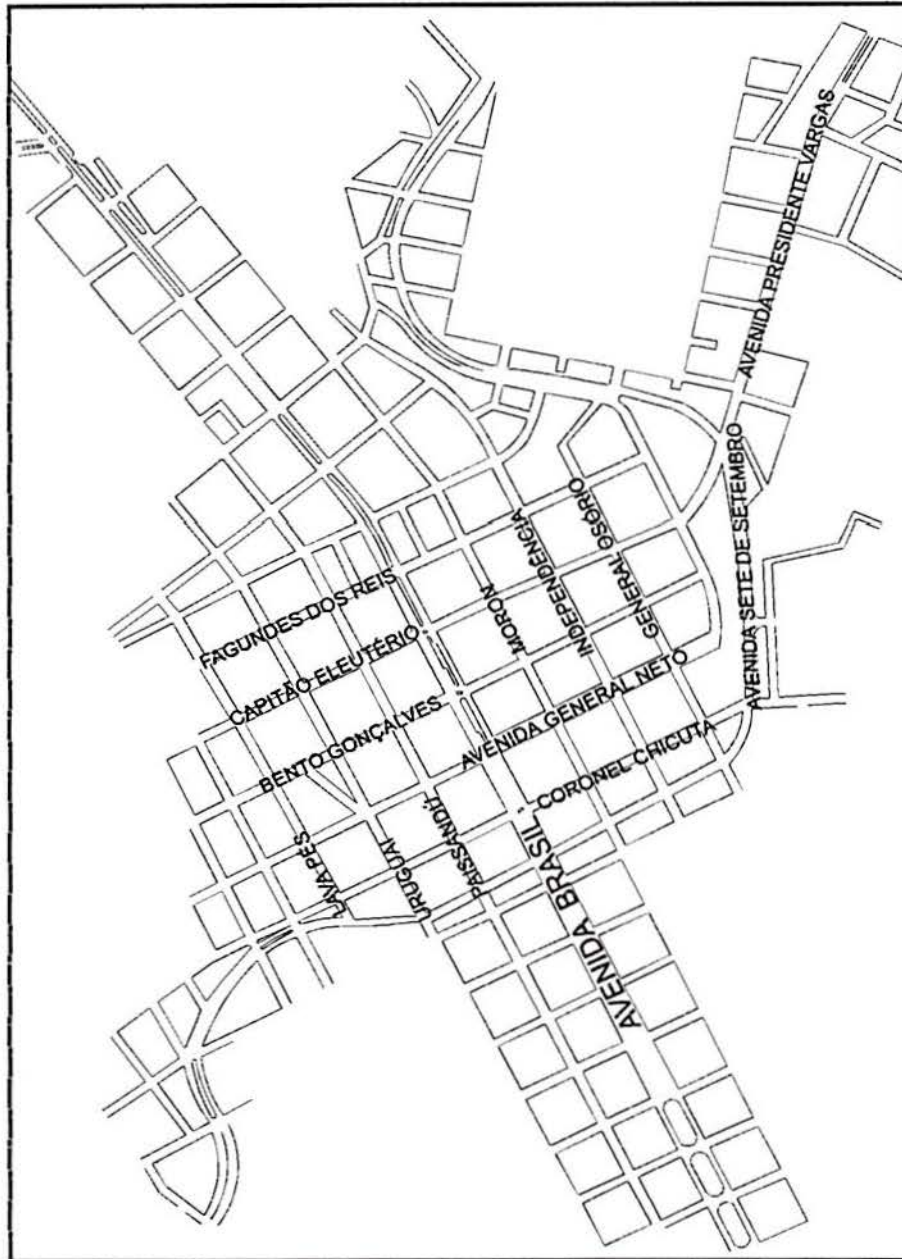 AVENIDA PRESIDENTE VARGAS
AVENIDA SETE DE SETEMBRO
FAGUNDES DOS REIS
CAPITÃO ELEUTÉRIO
BENTO GONÇALVES
MORON
INDEPENDÊNCIA
GENERAL OSÓRIO
AVENIDA GENERAL NETO
CORONEL CHICUTA
LAVA PÉS
URUGUAI
PAISSANDÚ
AVENIDA BRASIL